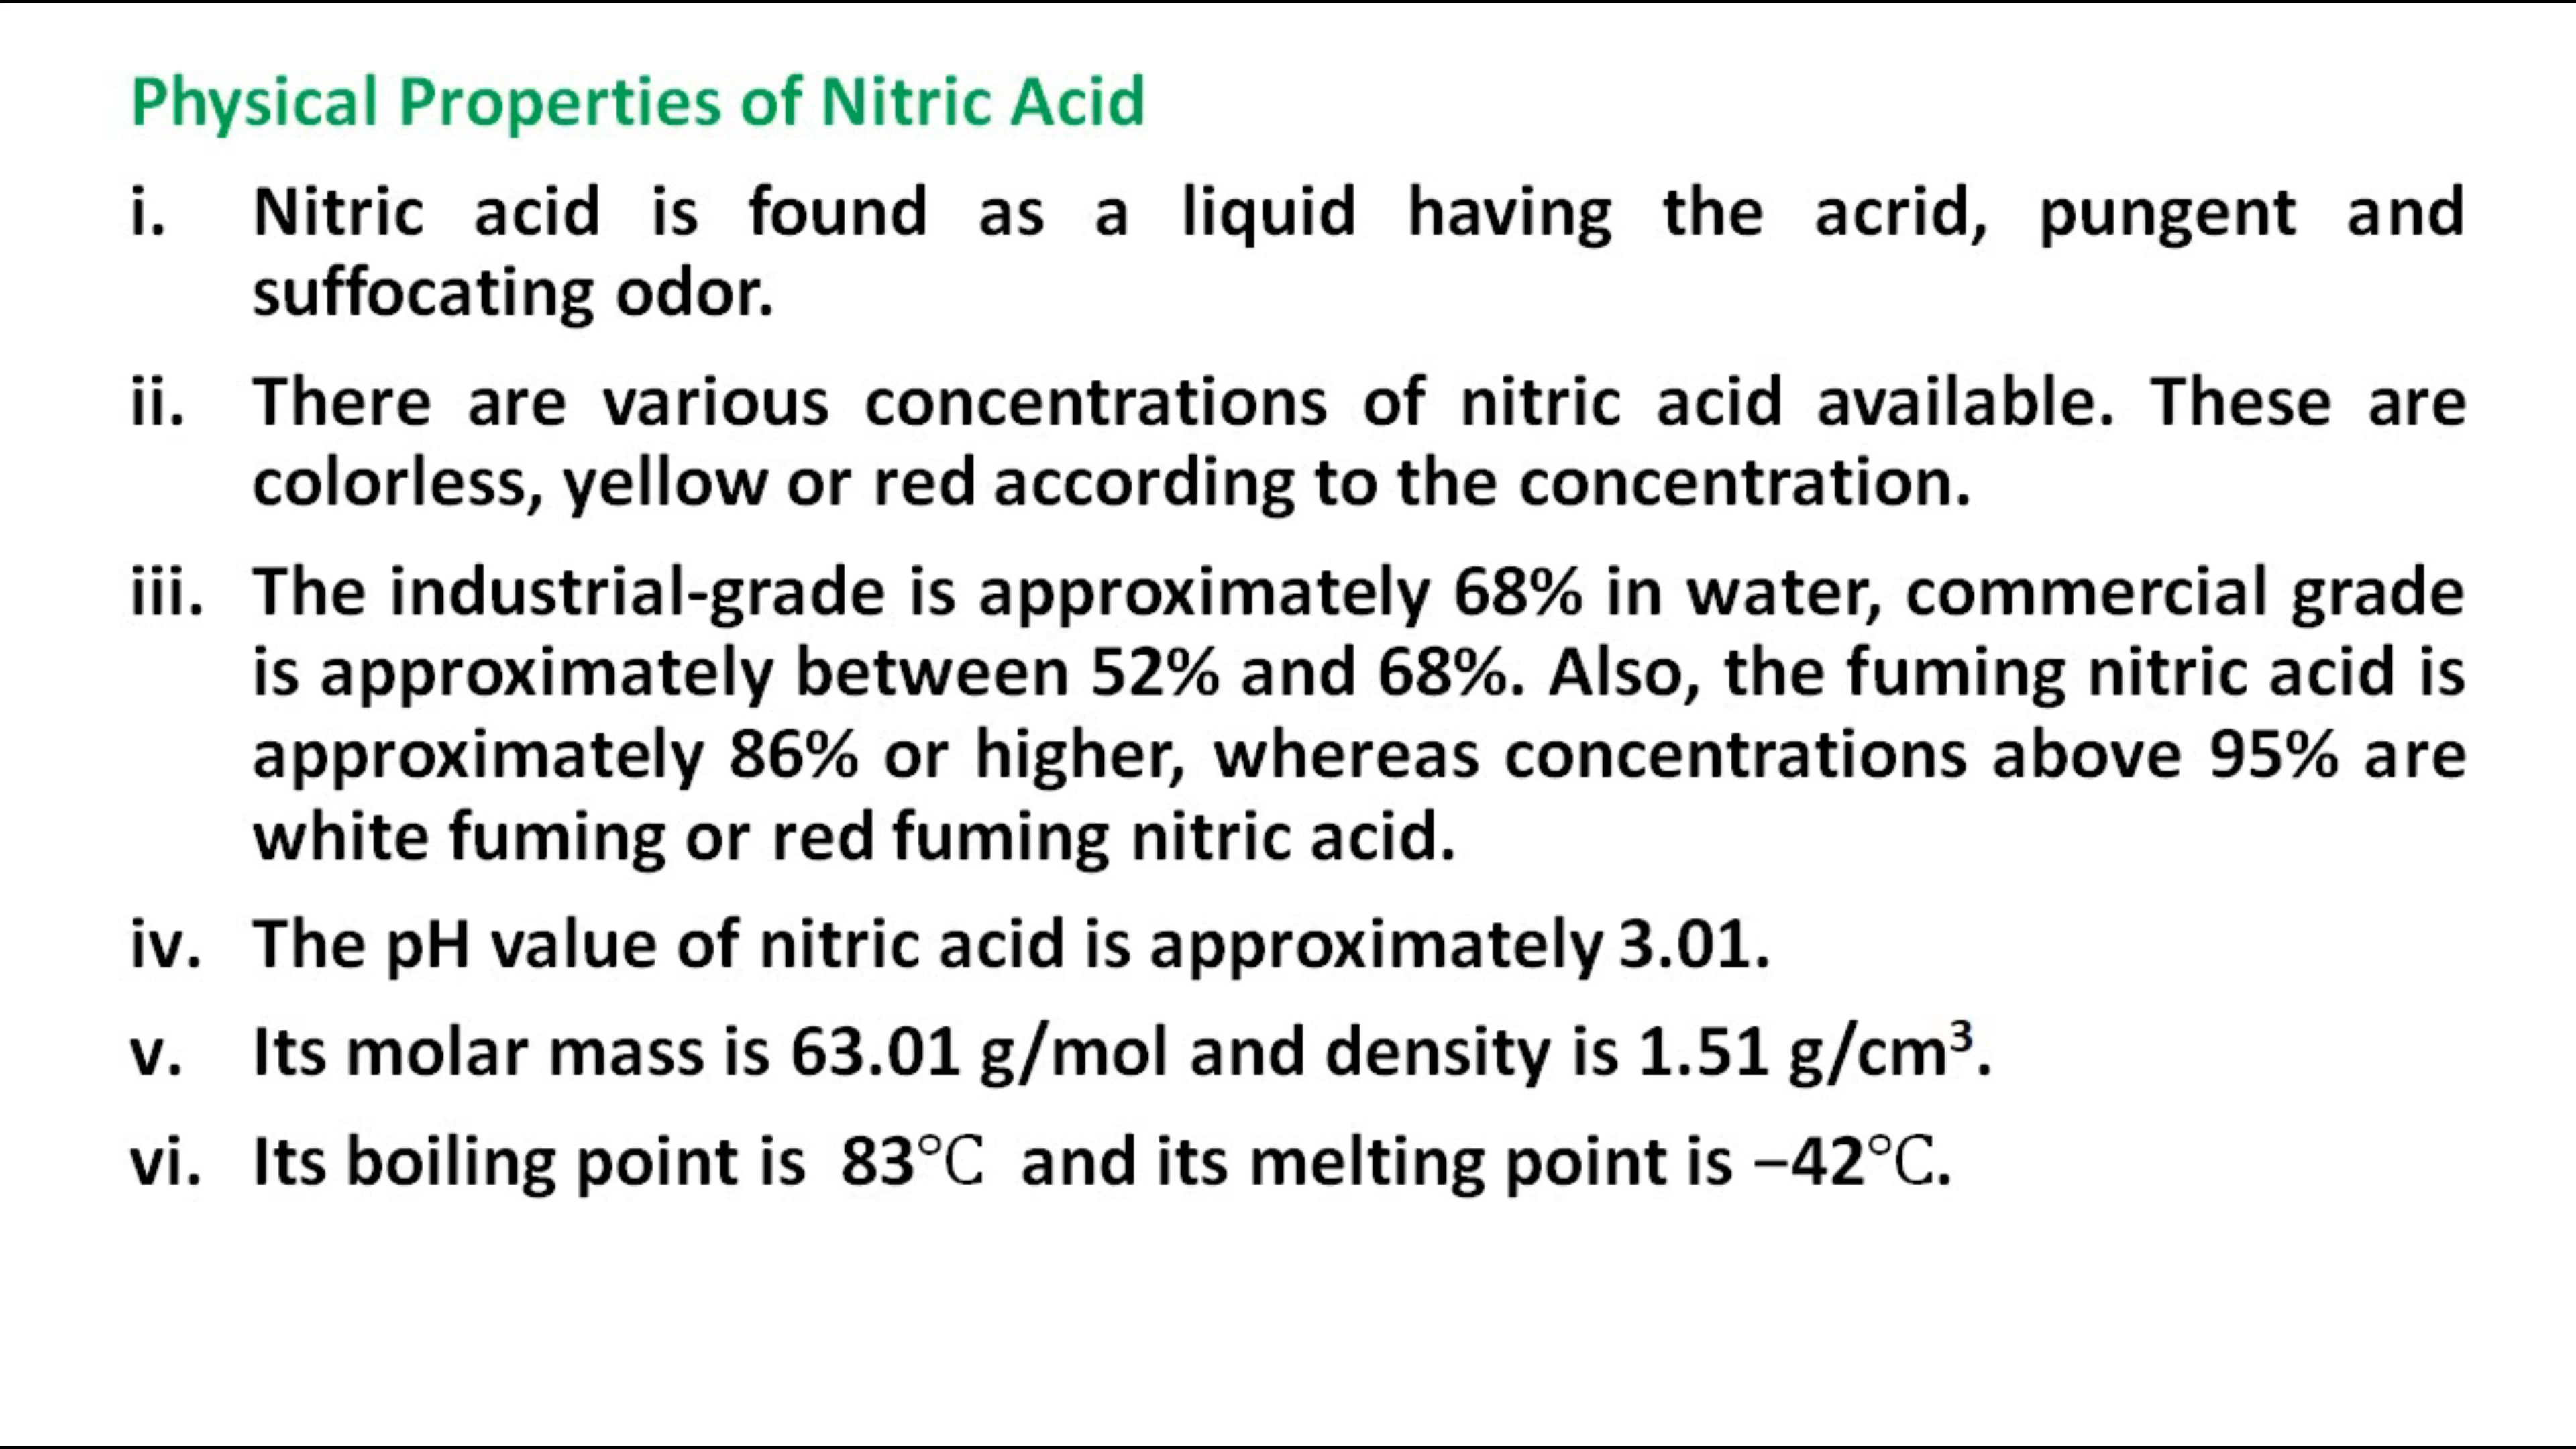 Physical Properties of Nitric Acid
i. Nitric acid is found as a liquid having the acrid, pungent and
suffocating odor.
ii. There are various concentrations of nitric acid available. These are
colorless, yellow or red according to the concentration.
iii. The industrial-grade is approximately 68% in water, commercial grade
is approximately between 52% and 68%. Also, the fuming nitric acid is
approximately 86% or higher, whereas concentrations above 95% are
white fuming or red fuming nitric acid.
iv. The pH value of nitric acid is approximately 3.01.
v. Its molar mass is 63.01 g/mol and density is 1.51 g/cm³.
vi. Its boiling point is 83°C and its melting point is –42°C.